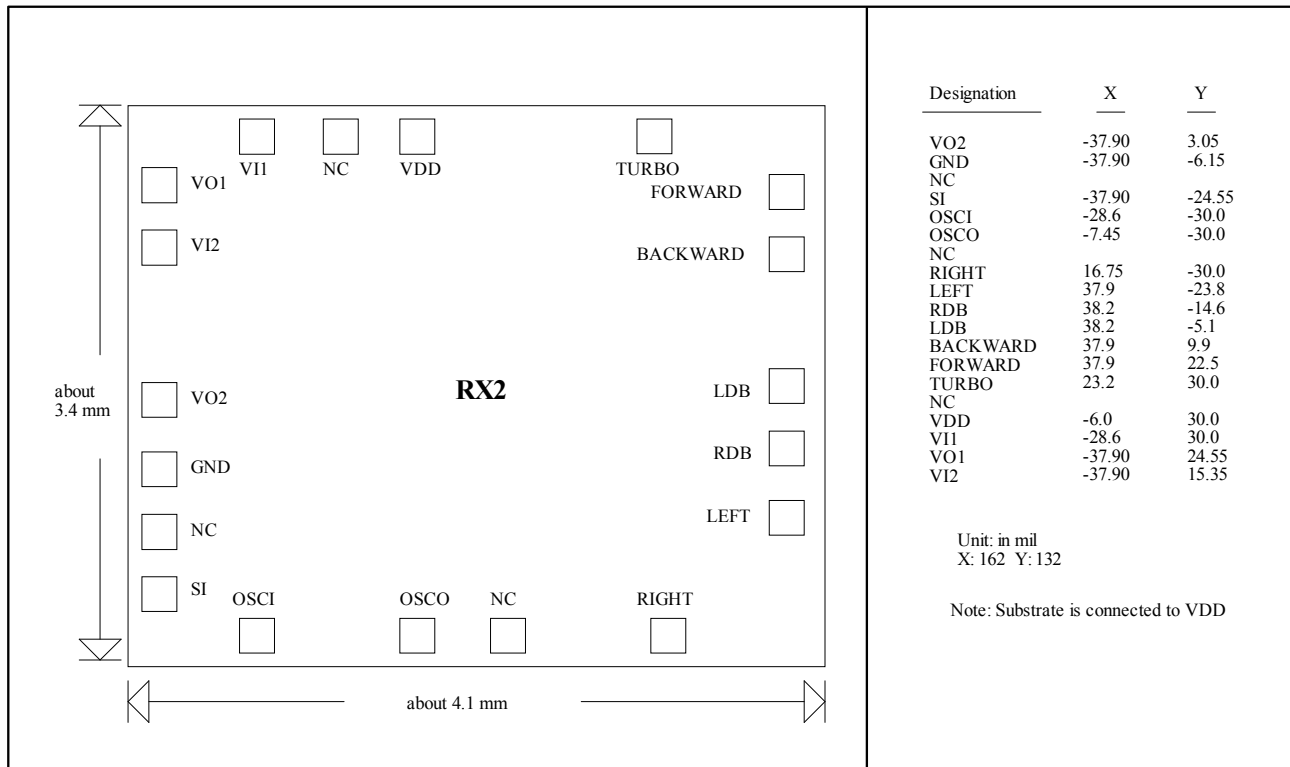 VI1 NC VDD TURBO
VO1 FORWARD
VI2 BACKWARD
about
3.4 mm
VO2 RX2 LDB
GND RDB
NC LEFT
SI
OSCI OSCO NC RIGHT
about 4.1 mm
Designation X Y
VO2 -37.90 3.05
GND -37.90 -6.15
NC
SI -37.90 -24.55
OSCI -28.6 -30.0
OSCO -7.45 -30.0
NC
RIGHT 16.75 -30.0
LEFT 37.9 -23.8
RDB 38.2 -14.6
LDB 38.2 -5.1
BACKWARD 37.9 9.9
FORWARD 37.9 22.5
TURBO 23.2 30.0
NC
VDD -6.0 30.0
VI1 -28.6 30.0
VO1 -37.90 24.55
VI2 -37.90 15.35
Unit: in mil
X: 162 Y: 132
Note: Substrate is connected to VDD